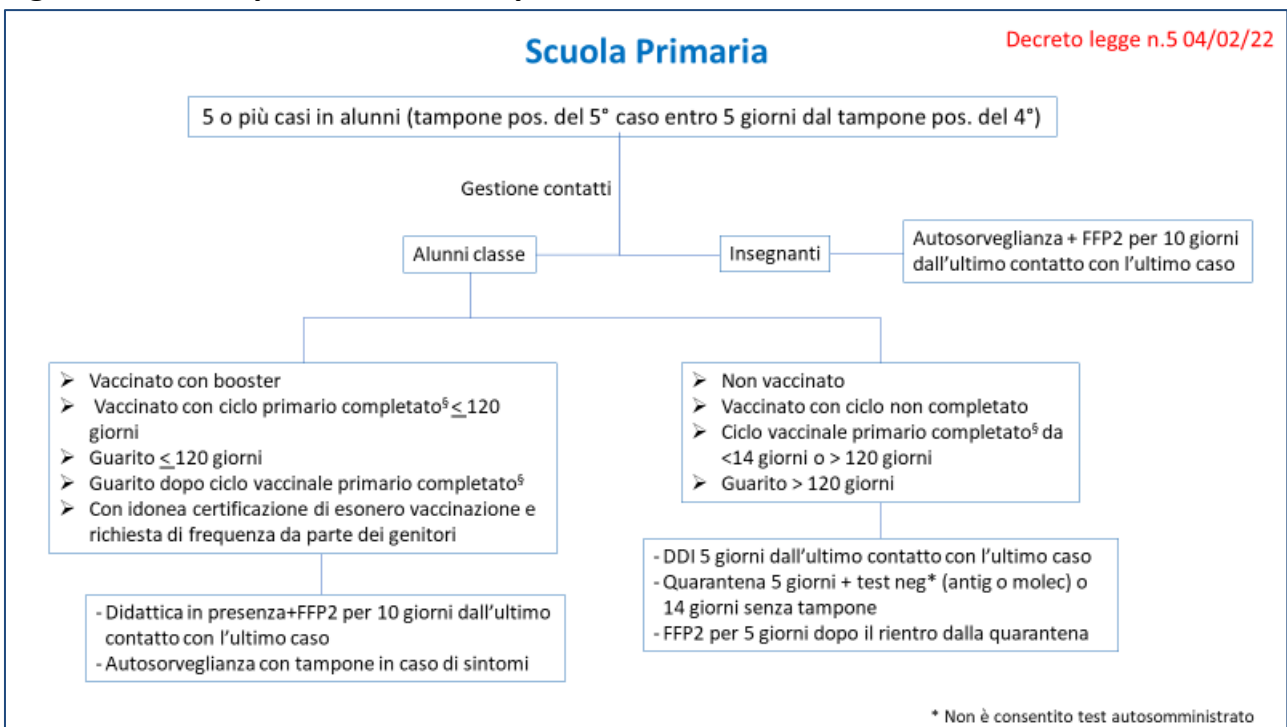 Scuola Primaria
Decreto legge n.5 04/02/22
5 o più casi in alunni (tampone pos. del 5° caso entro 5 giorni dal tampone pos. del 4°)
Gestione contatti
Alunni classe
Insegnanti
Autosorveglianza + FFP2 per 10 giorni
dall'ultimo contatto con l'ultimo caso
➤ Vaccinato con booster
➤ Vaccinato con ciclo primario completato§ ≤120
giorni
➤ Guarito ≤120 giorni
➤ Guarito dopo ciclo vaccinale primario completato§
➤ Con idonea certificazione di esonero vaccinazione e
richiesta di frequenza da parte dei genitori
➤ Non vaccinato
➤ Vaccinato con ciclo non completato
➤ Ciclo vaccinale primario completato§ da
<14 giorni o > 120 giorni
➤ Guarito > 120 giorni
- Didattica in presenza+FFP2 per 10 giorni dall'ultimo
contatto con l'ultimo caso
- Autosorveglianza con tampone in caso di sintomi
- DDI 5 giorni dall'ultimo contatto con l'ultimo caso
- Quarantena 5 giorni + test neg* (antig o molec) o
14 giorni senza tampone
- FFP2 per 5 giorni dopo il rientro dalla quarantena
* Non è consentito test autosomministrato